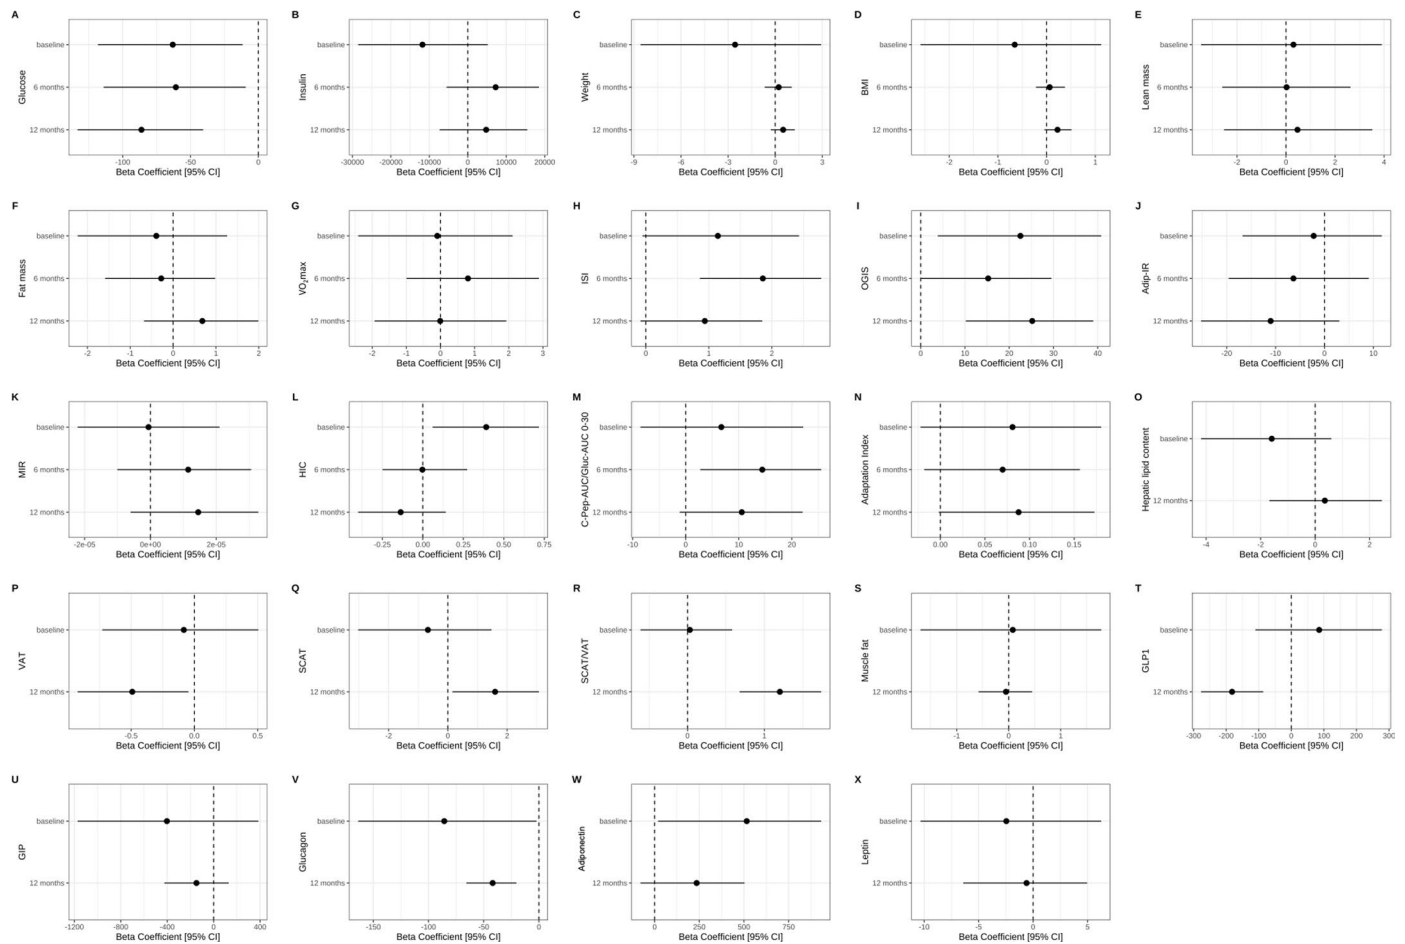 A
Glucose
baseline
6 months
12 months
-100
-50
0
Beta Coefficient [95% CI]
B
Insulin
baseline
6 months
12 months
-30000
-20000
-10000
0
10000
20000
Beta Coefficient [95% CI]
C
Weight
baseline
6 months
12 months
-9
-6
-3
0
3
Beta Coefficient [95% CI]
D
BMI
baseline
6 months
12 months
-2
-1
0
1
Beta Coefficient [95% CI]
E
Lean mass
baseline
6 months
12 months
-2
0
2
4
Beta Coefficient [95% CI]
F
Fat mass
baseline
6 months
12 months
-2
-1
0
1
2
Beta Coefficient [95% CI]
G
VO₂max
baseline
6 months
12 months
-2
-1
0
1
2
3
Beta Coefficient [95% CI]
H
ISI
baseline
6 months
12 months
0
1
2
Beta Coefficient [95% CI]
I
OGIS
baseline
6 months
12 months
0
10
20
30
40
Beta Coefficient [95% CI]
J
Adip-IR
baseline
6 months
12 months
-20
-10
0
10
Beta Coefficient [95% CI]
K
MIR
baseline
6 months
12 months
-2e-05
0e+00
2e-05
Beta Coefficient [95% CI]
L
HIC
baseline
6 months
12 months
-0.25
0.00
0.25
0.50
0.75
Beta Coefficient [95% CI]
M
C-Pep-AUC/Gluc-AUC 0-30
baseline
6 months
12 months
-10
0
10
20
Beta Coefficient [95% CI]
N
Adaptation Index
baseline
6 months
12 months
0.00
0.05
0.10
0.15
Beta Coefficient [95% CI]
O
Hepatic lipid content
baseline
12 months
-4
-2
0
2
Beta Coefficient [95% CI]
P
VAT
baseline
12 months
-0.5
0.0
0.5
Beta Coefficient [95% CI]
Q
SCAT
baseline
12 months
-2
0
2
Beta Coefficient [95% CI]
R
SCAT/VAT
baseline
12 months
0
1
Beta Coefficient [95% CI]
S
Muscle fat
baseline
12 months
-1
0
1
Beta Coefficient [95% CI]
T
GLP1
baseline
12 months
-300
-200
-100
0
100
200
300
Beta Coefficient [95% CI]
U
GIP
baseline
12 months
-1200
-800
-400
0
400
Beta Coefficient [95% CI]
V
Glucagon
baseline
12 months
-150
-100
-50
0
Beta Coefficient [95% CI]
W
Adiponectin
baseline
12 months
0
250
500
750
Beta Coefficient [95% CI]
X
Leptin
baseline
12 months
-10
-5
0
5
Beta Coefficient [95% CI]